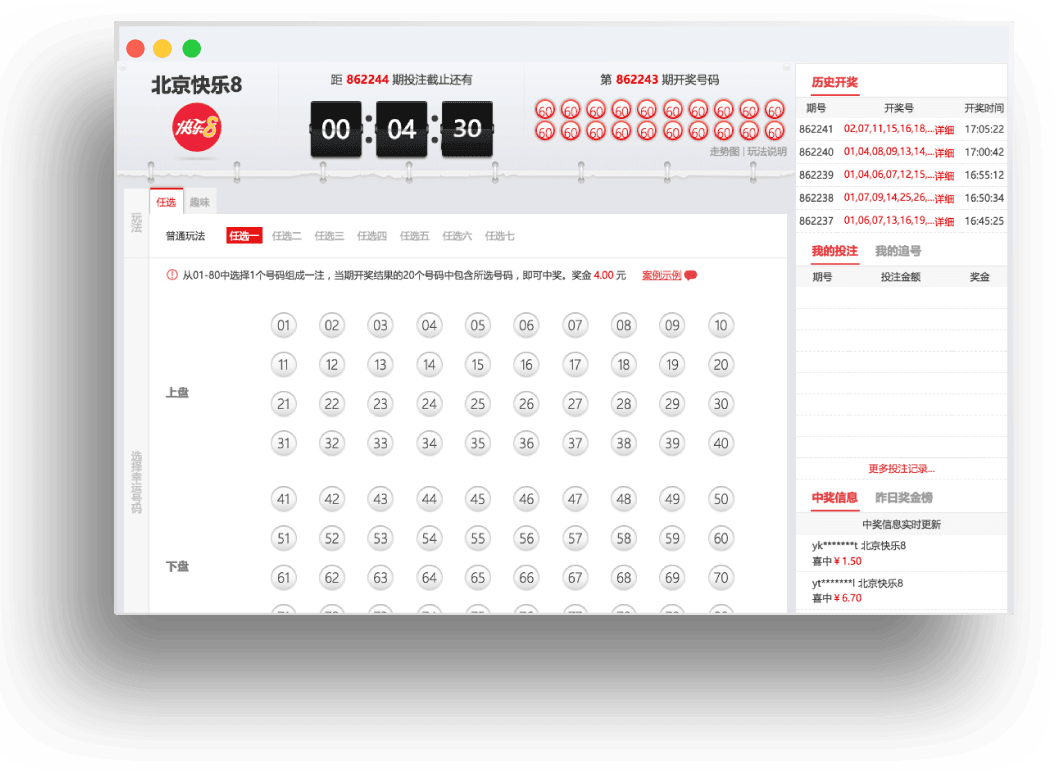 北京快乐8
快乐8
距 862244 期投注截止还有
00 : 04 : 30
第 862243 期开奖号码
60 60 60 60 60 60 60 60 60 60
60 60 60 60 60 60 60 60 60 60
走势图 | 玩法说明
玩法
任选 趣味
普通玩法 任选一 任选二 任选三 任选四 任选五 任选六 任选七
从01-80中选择1个号码组成一注，当期开奖结果的20个号码中包含所选号码，即可中奖。奖金 4.00 元 案例示例
选择幸运号码
上盘
01 02 03 04 05 06 07 08 09 10
11 12 13 14 15 16 17 18 19 20
21 22 23 24 25 26 27 28 29 30
31 32 33 34 35 36 37 38 39 40
下盘
41 42 43 44 45 46 47 48 49 50
51 52 53 54 55 56 57 58 59 60
61 62 63 64 65 66 67 68 69 70
历史开奖
期号 开奖号 开奖时间
862241 02,07,11,15,16,18,...详细 17:05:22
862240 01,04,08,09,13,14,...详细 17:00:42
862239 01,04,06,07,12,15,...详细 16:55:12
862238 01,07,09,14,25,26,...详细 16:50:34
862237 01,06,07,13,16,19,...详细 16:45:25
我的投注 我的追号
期号 投注金额 奖金
更多投注记录...
中奖信息 昨日奖金榜
中奖信息实时更新
yk*******t 北京快乐8
喜中 ¥ 1.50
yt*******l 北京快乐8
喜中 ¥ 6.70